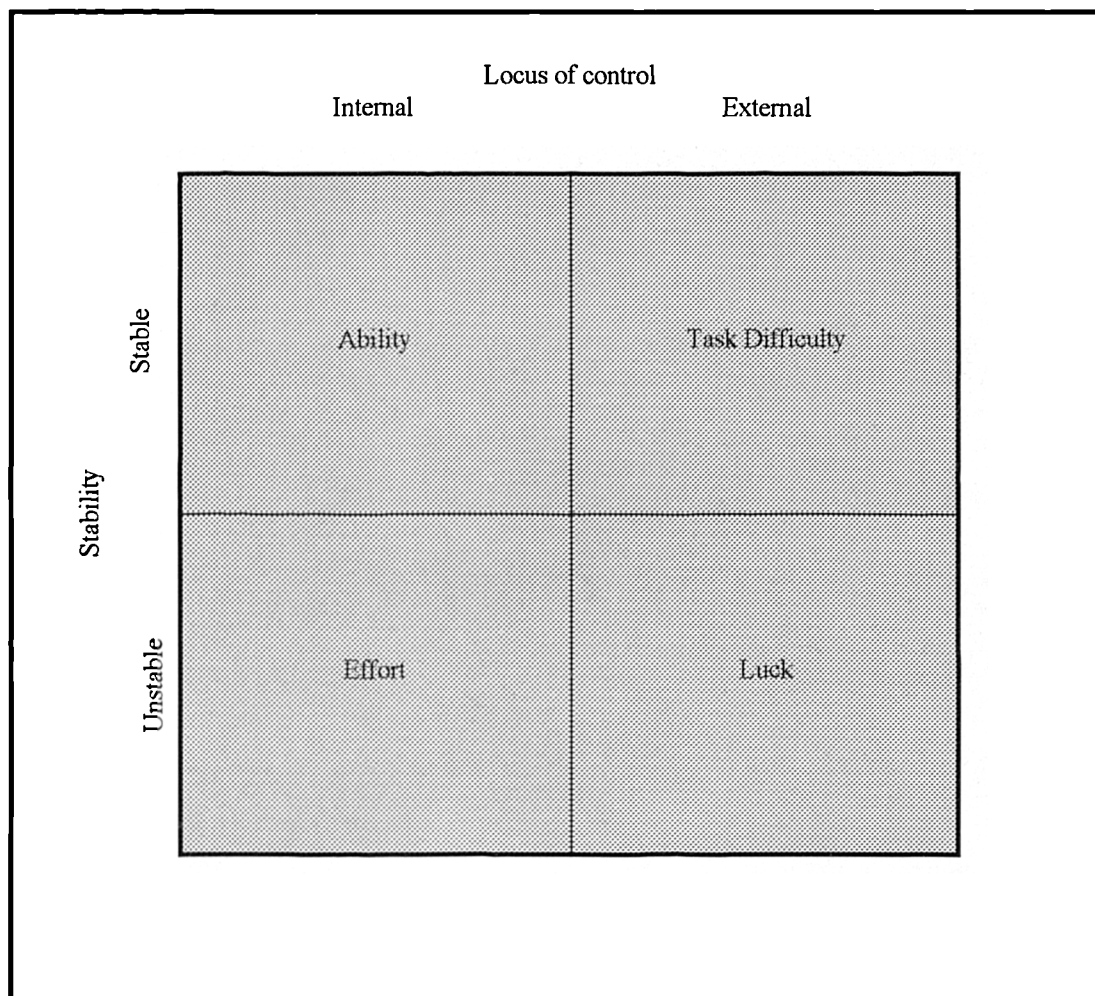 Locus of control
Internal External
Stable
Ability Task Difficulty
Stability
Unstable
Effort Luck